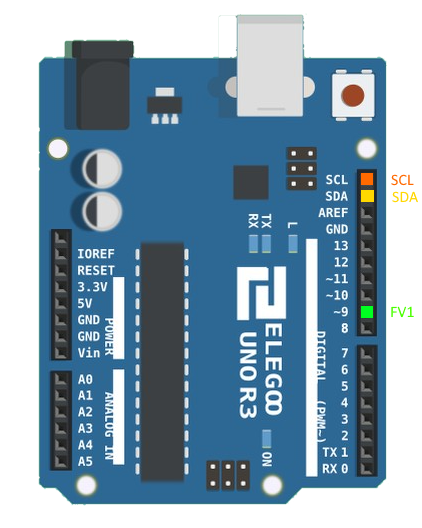 SCL SCL
SDA SDA
AREF
GND
13
12
~11
~10
~9 FV1
8
7
6
5
4
3
2
TX 1
RX 0
RX
TX
L
IOREF
RESET
3.3V
5V
GND
GND
Vin
POWER
A0
A1
A2
A3
A4
A5
ANALOG IN
ELEGOO
UNO R3
ON
DIGITAL (PWM~)